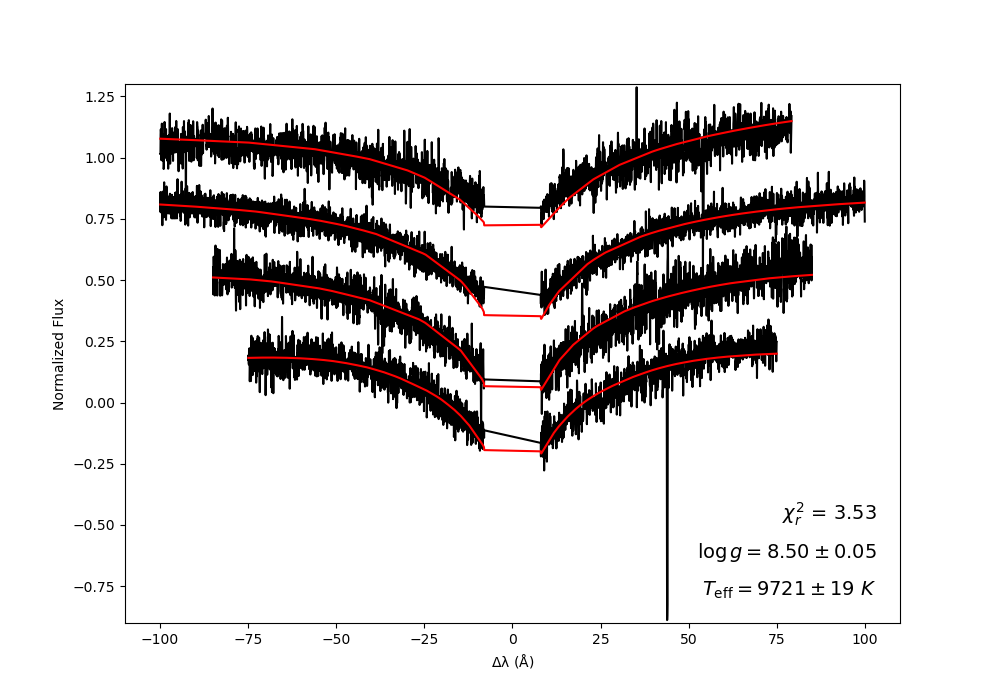 1.25
1.00
0.75
0.50
0.25
0.00
−0.25
−0.50
−0.75
Normalized Flux
χ²ᵣ = 3.53
log g = 8.50 ± 0.05
T_eff = 9721 ± 19 K
−100 −75 −50 −25 0 25 50 75 100
Δλ (Å)